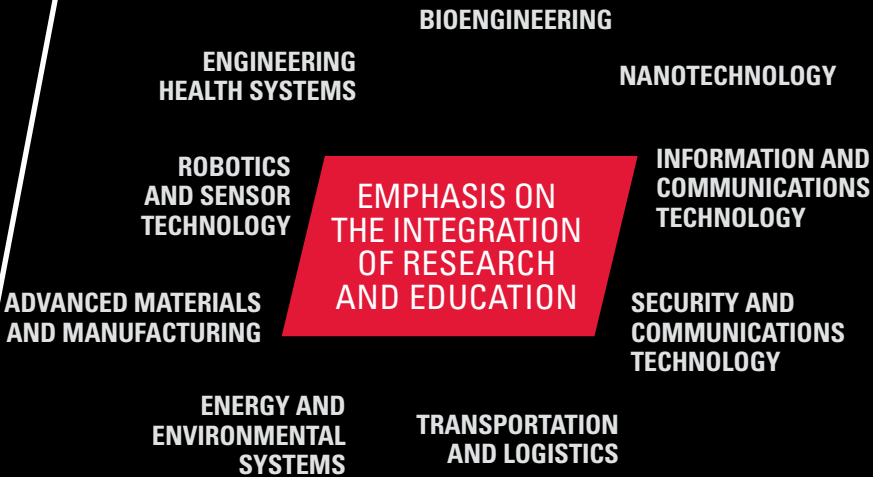 BIOENGINEERING
ENGINEERING
HEALTH SYSTEMS
NANOTECHNOLOGY
ROBOTICS
AND SENSOR
TECHNOLOGY
EMPHASIS ON
THE INTEGRATION
OF RESEARCH
AND EDUCATION
INFORMATION AND
COMMUNICATIONS
TECHNOLOGY
ADVANCED MATERIALS
AND MANUFACTURING
SECURITY AND
COMMUNICATIONS
TECHNOLOGY
ENERGY AND
ENVIRONMENTAL
SYSTEMS
TRANSPORTATION
AND LOGISTICS